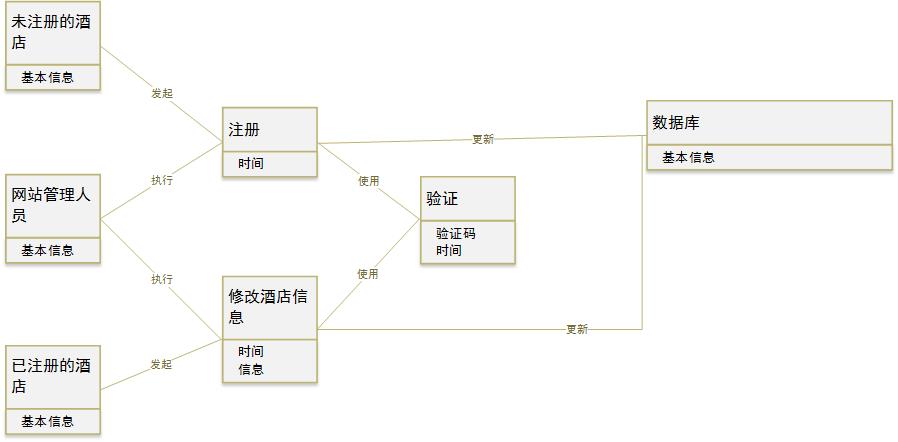 未注册的酒
店
基本信息
发起
注册
时间
更新
数据库
基本信息
执行
使用
网站管理人
员
基本信息
验证
验证码
时间
执行
使用
修改酒店信
息
时间
信息
更新
已注册的酒
店
基本信息
发起